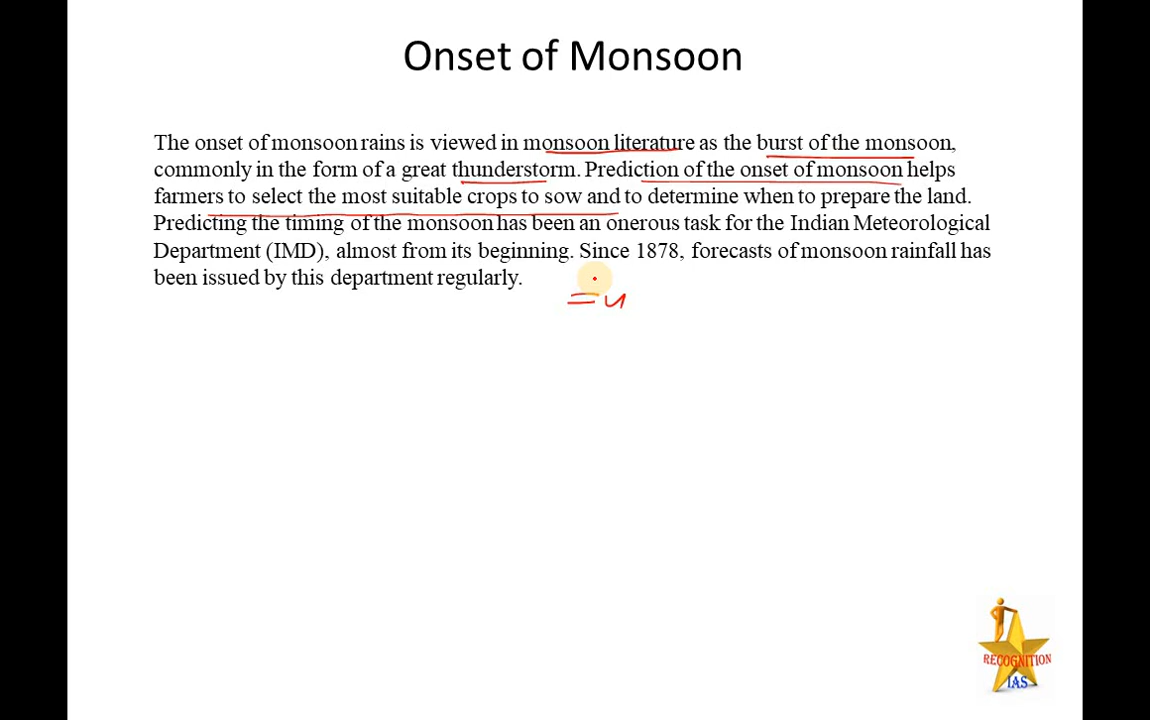 Onset of Monsoon
The onset of monsoon rains is viewed in monsoon literature as the burst of the monsoon,
commonly in the form of a great thunderstorm. Prediction of the onset of monsoon helps
farmers to select the most suitable crops to sow and to determine when to prepare the land.
Predicting the timing of the monsoon has been an onerous task for the Indian Meteorological
Department (IMD), almost from its beginning. Since 1878, forecasts of monsoon rainfall has
been issued by this department regularly.
RECOGNITION
IAS